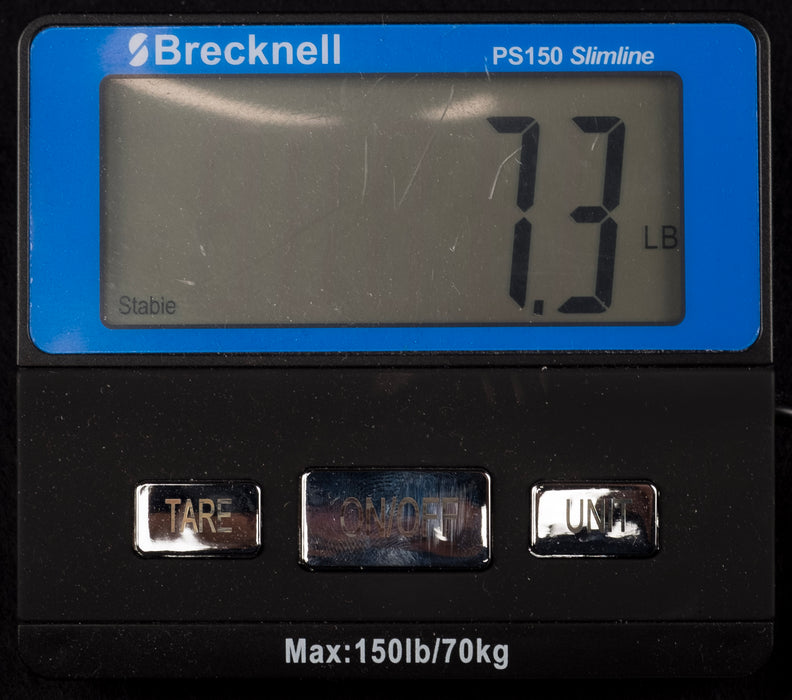 Brecknell PS150 Slimline
7.3 LB
Stabie
TARE ON/OFF UNIT
Max:150lb/70kg